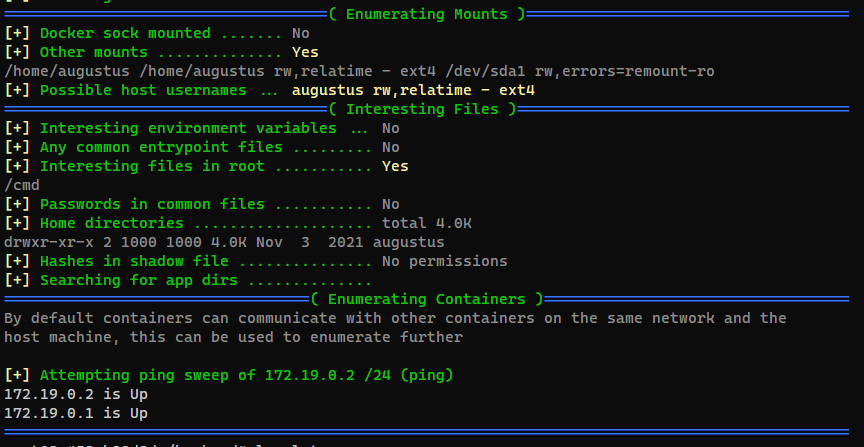 ══════════════════════════════════( Enumerating Mounts )══════════════════════════════════
[+] Docker sock mounted ....... No
[+] Other mounts .............. Yes
/home/augustus /home/augustus rw,relatime - ext4 /dev/sda1 rw,errors=remount-ro
[+] Possible host usernames ... augustus rw,relatime - ext4
══════════════════════════════════( Interesting Files )══════════════════════════════════
[+] Interesting environment variables ... No
[+] Any common entrypoint files ......... No
[+] Interesting files in root ........... Yes
/cmd
[+] Passwords in common files ........... No
[+] Home directories .................... total 4.0K
drwxr-xr-x 2 1000 1000 4.0K Nov  3  2021 augustus
[+] Hashes in shadow file ............... No permissions
[+] Searching for app dirs ..............
══════════════════════════════════( Enumerating Containers )══════════════════════════════════
By default containers can communicate with other containers on the same network and the
host machine, this can be used to enumerate further
[+] Attempting ping sweep of 172.19.0.2 /24 (ping)
172.19.0.2 is Up
172.19.0.1 is Up